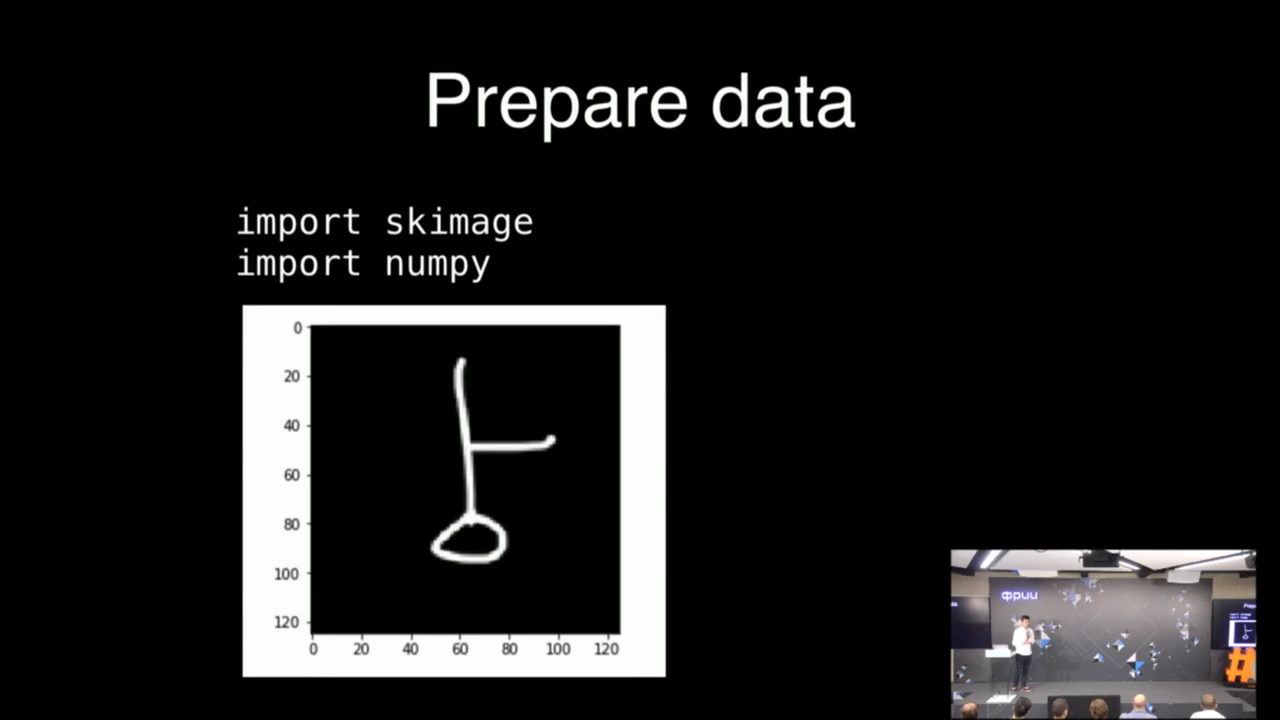 Prepare data
import skimage
import numpy
0
20
40
60
80
100
120
0 20 40 60 80 100 120
фрии
#